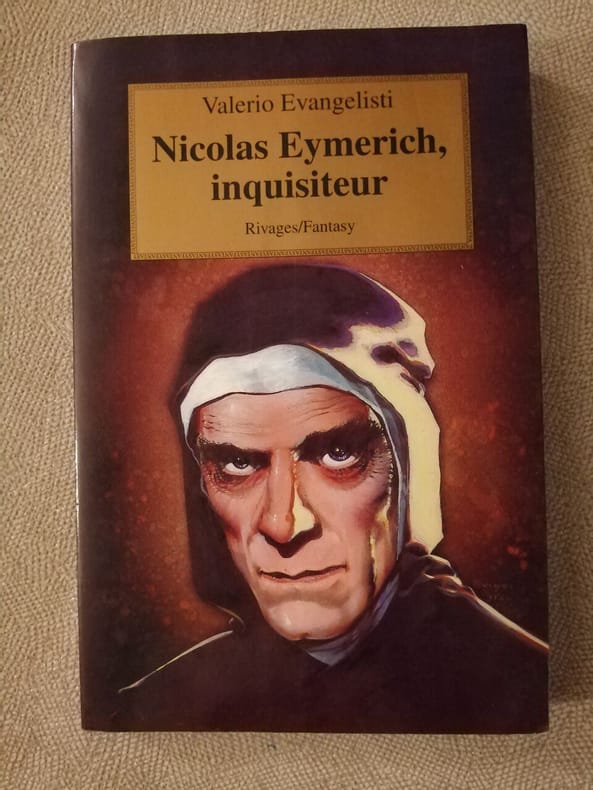 Valerio Evangelisti
Nicolas Eymerich,
inquisiteur
Rivages/Fantasy